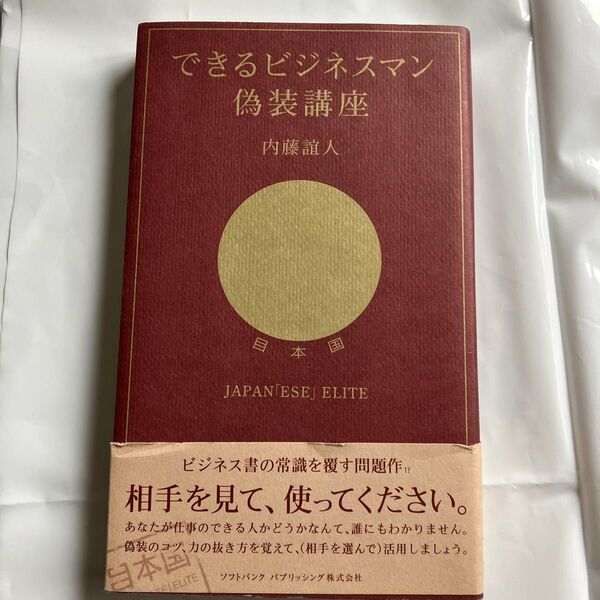 できるビジネスマン
偽装講座
内藤誼人
日本国
JAPAN「ESE」 ELITE
ビジネス書の常識を覆す問題作!?
相手を見て、使ってください。
あなたが仕事のできる人かどうかなんて、誰にもわかりません。
偽装のコツ、力の抜き方を覚えて、(相手を選んで)活用しましょう。
日本国
ソフトバンク パブリッシング株式会社